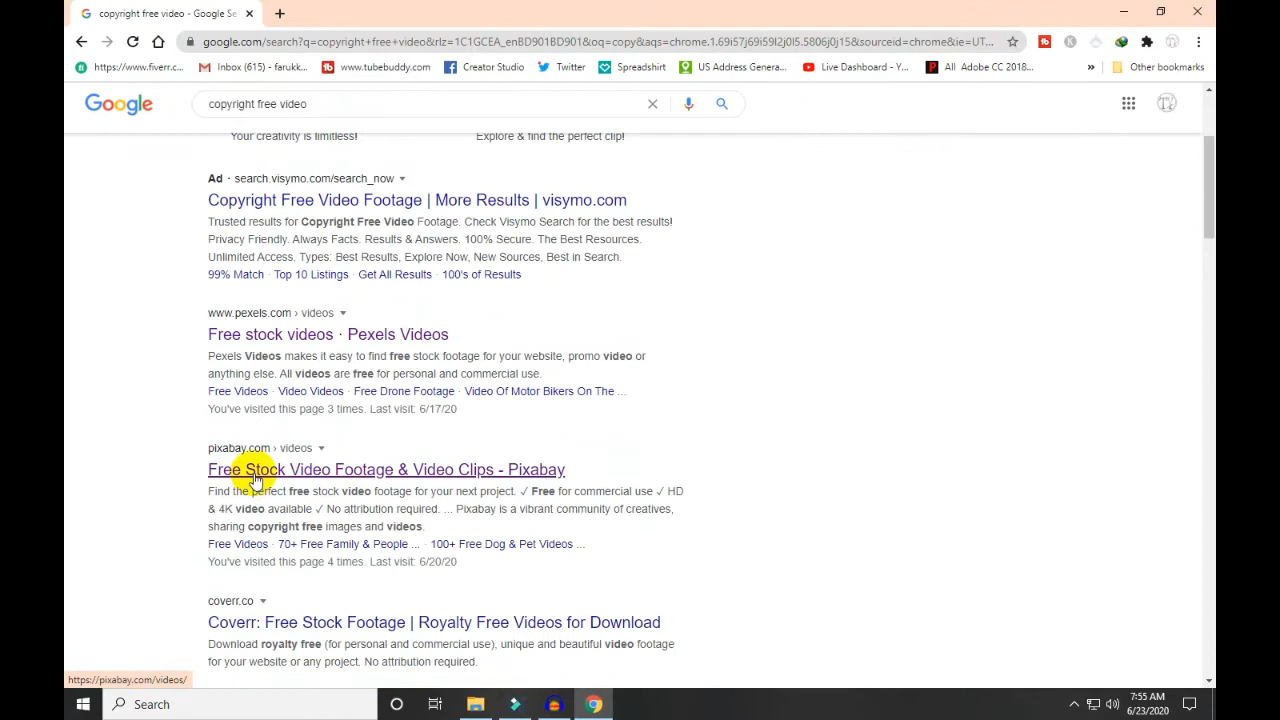 copyright free video - Google Se
google.com/search?q=copyright+free+video&rlz=1C1GCEA_enBD901BD901&oq=copy&aqs=chrome.1.69i57j69i59l2j0l5.5806j0j15&sourceid=chrome&ie=UT...
https://www.fiverr.c... Inbox (615) - farukk... www.tubebuddy.com Creator Studio Twitter Spreadshirt US Address Genera... Live Dashboard - Y... All Adobe CC 2018... » Other bookmarks
Google copyright free video
Your creativity is limitless! Explore & find the perfect clip!
Ad · search.visymo.com/search_now
Copyright Free Video Footage | More Results | visymo.com
Trusted results for Copyright Free Video Footage. Check Visymo Search for the best results!
Privacy Friendly. Always Facts. Results & Answers. 100% Secure. The Best Resources.
Unlimited Access. Types: Best Results, Explore Now, New Sources, Best in Search.
99% Match · Top 10 Listings · Get All Results · 100's of Results
www.pexels.com › videos
Free stock videos · Pexels Videos
Pexels Videos makes it easy to find free stock footage for your website, promo video or
anything else. All videos are free for personal and commercial use.
Free Videos · Video Videos · Free Drone Footage · Video Of Motor Bikers On The ...
You've visited this page 3 times. Last visit: 6/17/20
pixabay.com › videos
Free Stock Video Footage & Video Clips - Pixabay
Find the perfect free stock video footage for your next project. ✓ Free for commercial use ✓ HD
& 4K video available ✓ No attribution required. ... Pixabay is a vibrant community of creatives,
sharing copyright free images and videos.
Free Videos · 70+ Free Family & People ... · 100+ Free Dog & Pet Videos ...
You've visited this page 4 times. Last visit: 6/20/20
coverr.co
Coverr: Free Stock Footage | Royalty Free Videos for Download
Download royalty free (for personal and commercial use), unique and beautiful video footage
for your website or any project. No attribution required.
https://pixabay.com/videos/
Search
7:55 AM
6/23/2020